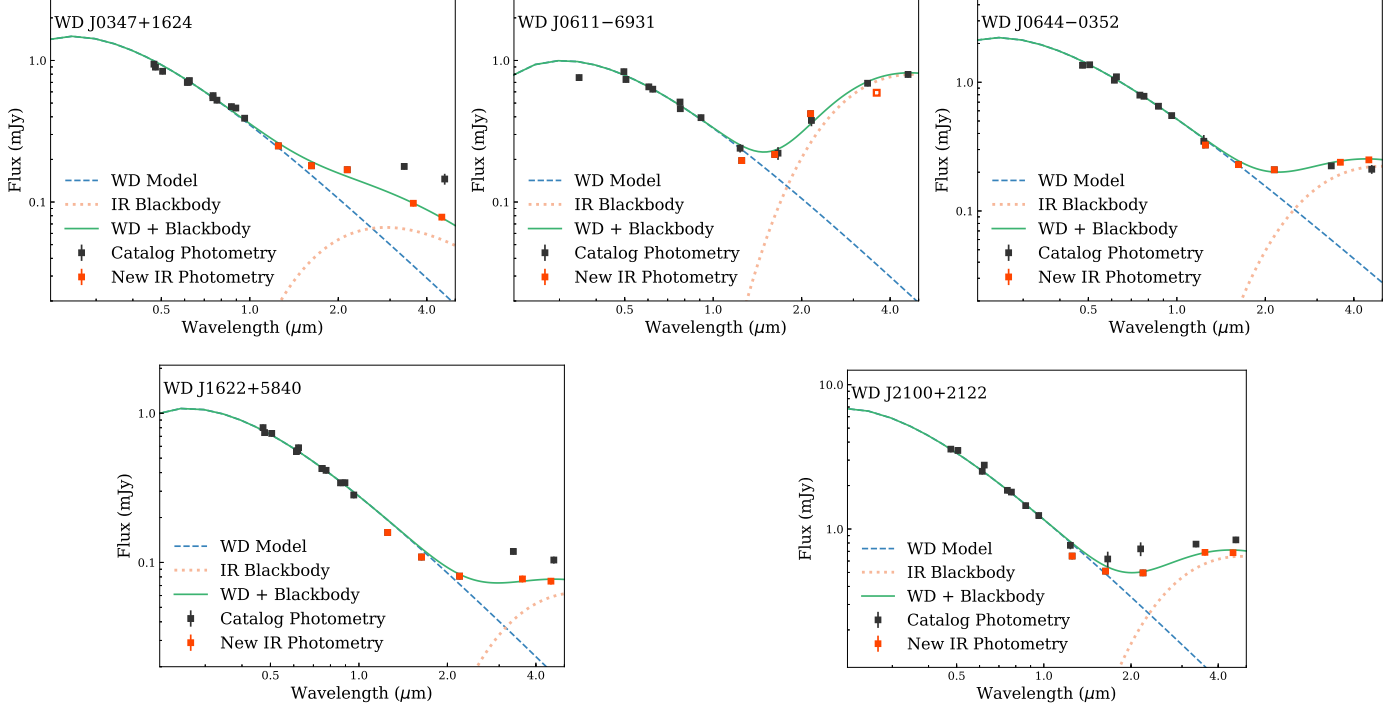 WD J0347+1624
1.0
0.1
Flux (mJy)
WD Model
IR Blackbody
WD + Blackbody
Catalog Photometry
New IR Photometry
0.5 1.0 2.0 4.0
Wavelength (μm)
WD J0611−6931
1.0
0.1
Flux (mJy)
WD Model
IR Blackbody
WD + Blackbody
Catalog Photometry
New IR Photometry
0.5 1.0 2.0 4.0
Wavelength (μm)
WD J0644−0352
1.0
0.1
Flux (mJy)
WD Model
IR Blackbody
WD + Blackbody
Catalog Photometry
New IR Photometry
0.5 1.0 2.0 4.0
Wavelength (μm)
WD J1622+5840
1.0
0.1
Flux (mJy)
WD Model
IR Blackbody
WD + Blackbody
Catalog Photometry
New IR Photometry
0.5 1.0 2.0 4.0
Wavelength (μm)
WD J2100+2122
10.0
1.0
Flux (mJy)
WD Model
IR Blackbody
WD + Blackbody
Catalog Photometry
New IR Photometry
0.5 1.0 2.0 4.0
Wavelength (μm)